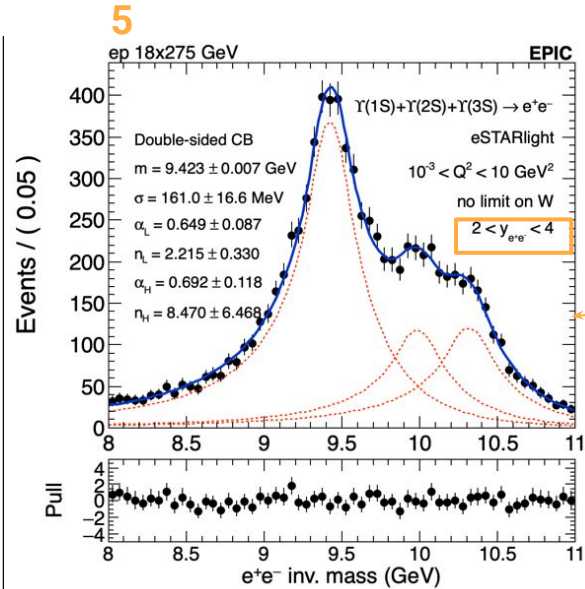 5
ep 18x275 GeV EPIC
ϒ(1S)+ϒ(2S)+ϒ(3S) → e⁺e⁻
Double-sided CB
eSTARlight
m = 9.423 ± 0.007 GeV
10⁻³ < Q² < 10 GeV²
σ = 161.0 ± 16.6 MeV
no limit on W
α_L = 0.649 ± 0.087
2 < y_e⁺e⁻ < 4
n_L = 2.215 ± 0.330
α_H = 0.692 ± 0.118
n_H = 8.470 ± 6.468
Events / ( 0.05 )
400
350
300
250
200
150
100
50
0
8 8.5 9 9.5 10 10.5 11
Pull
4
2
0
−2
−4
8 8.5 9 9.5 10 10.5 11
e⁺e⁻ inv. mass (GeV)